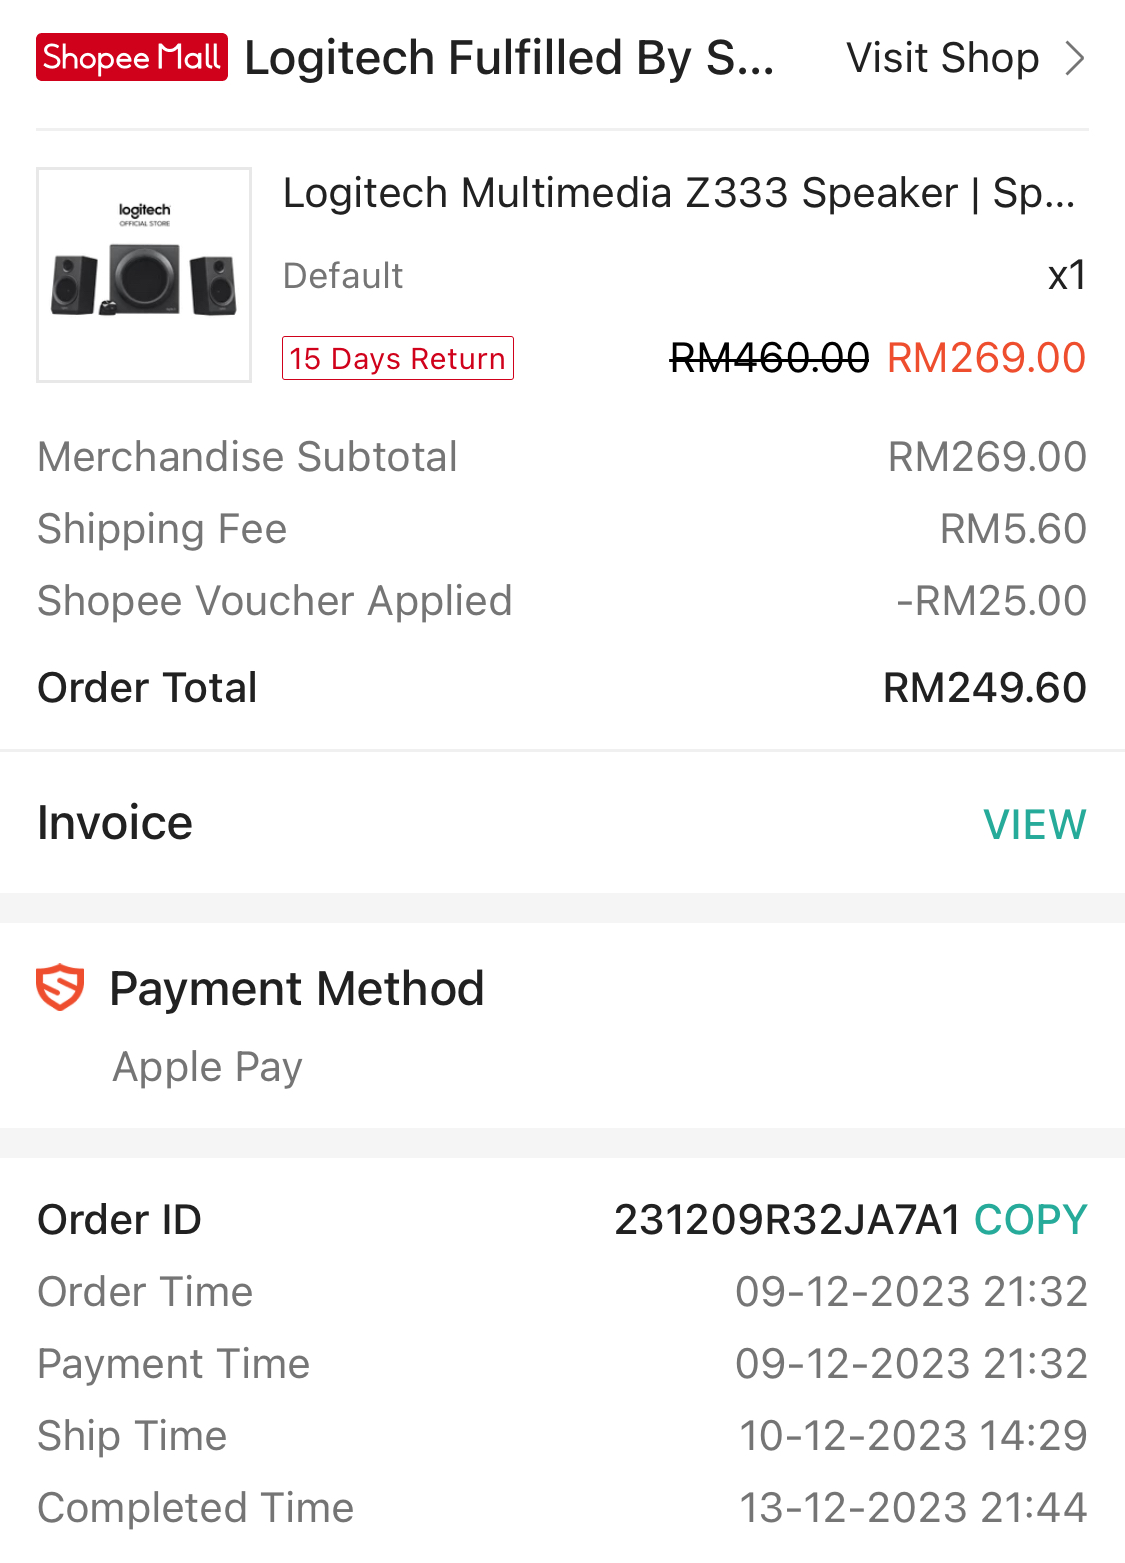 Shopee Mall Logitech Fulfilled By S... Visit Shop
logitech
OFFICIAL STORE
Logitech Multimedia Z333 Speaker | Sp...
Default x1
15 Days Return RM460.00 RM269.00
Merchandise Subtotal RM269.00
Shipping Fee RM5.60
Shopee Voucher Applied -RM25.00
Order Total RM249.60
Invoice VIEW
Payment Method
Apple Pay
Order ID 231209R32JA7A1 COPY
Order Time 09-12-2023 21:32
Payment Time 09-12-2023 21:32
Ship Time 10-12-2023 14:29
Completed Time 13-12-2023 21:44